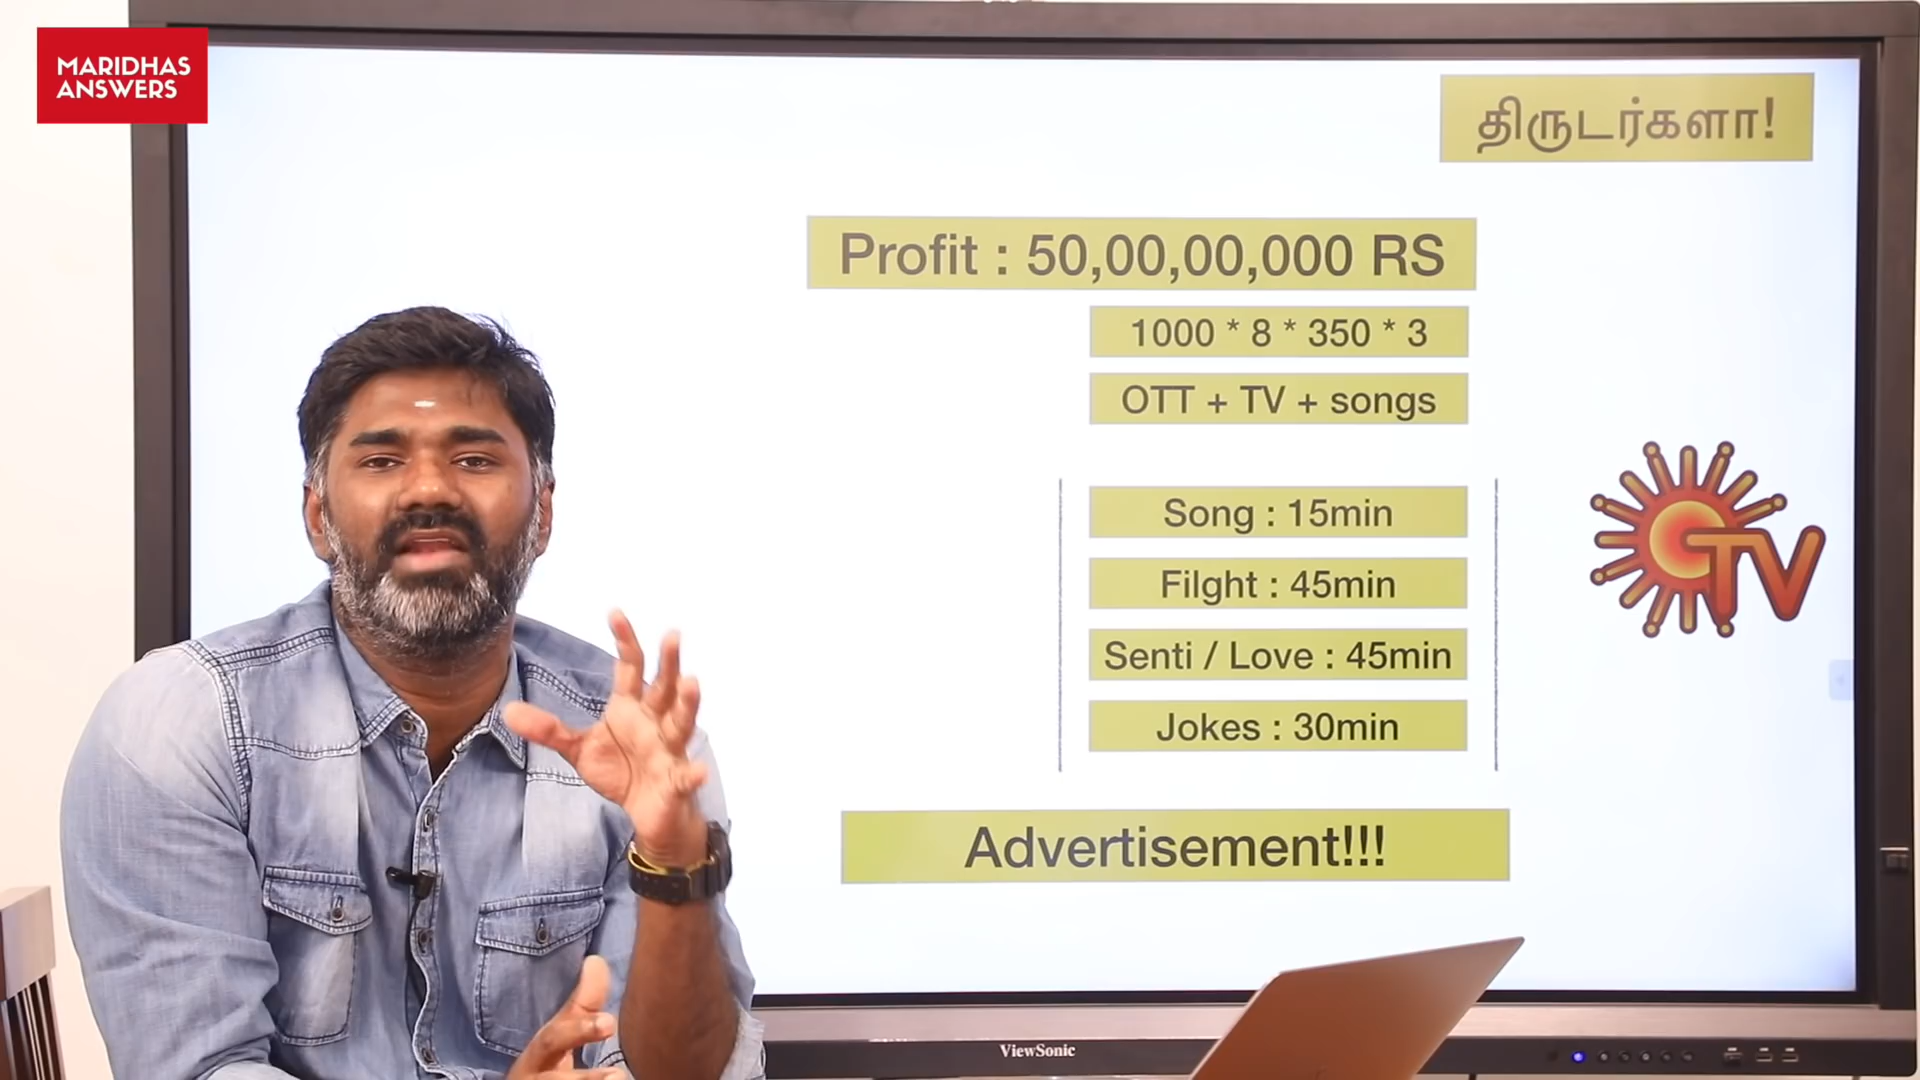 MARIDHAS
ANSWERS
திருடர்களா!
Profit : 50,00,00,000 RS
1000 * 8 * 350 * 3
OTT + TV + songs
Song : 15min
Filght : 45min
Senti / Love : 45min
Jokes : 30min
TV
Advertisement!!!
ViewSonic